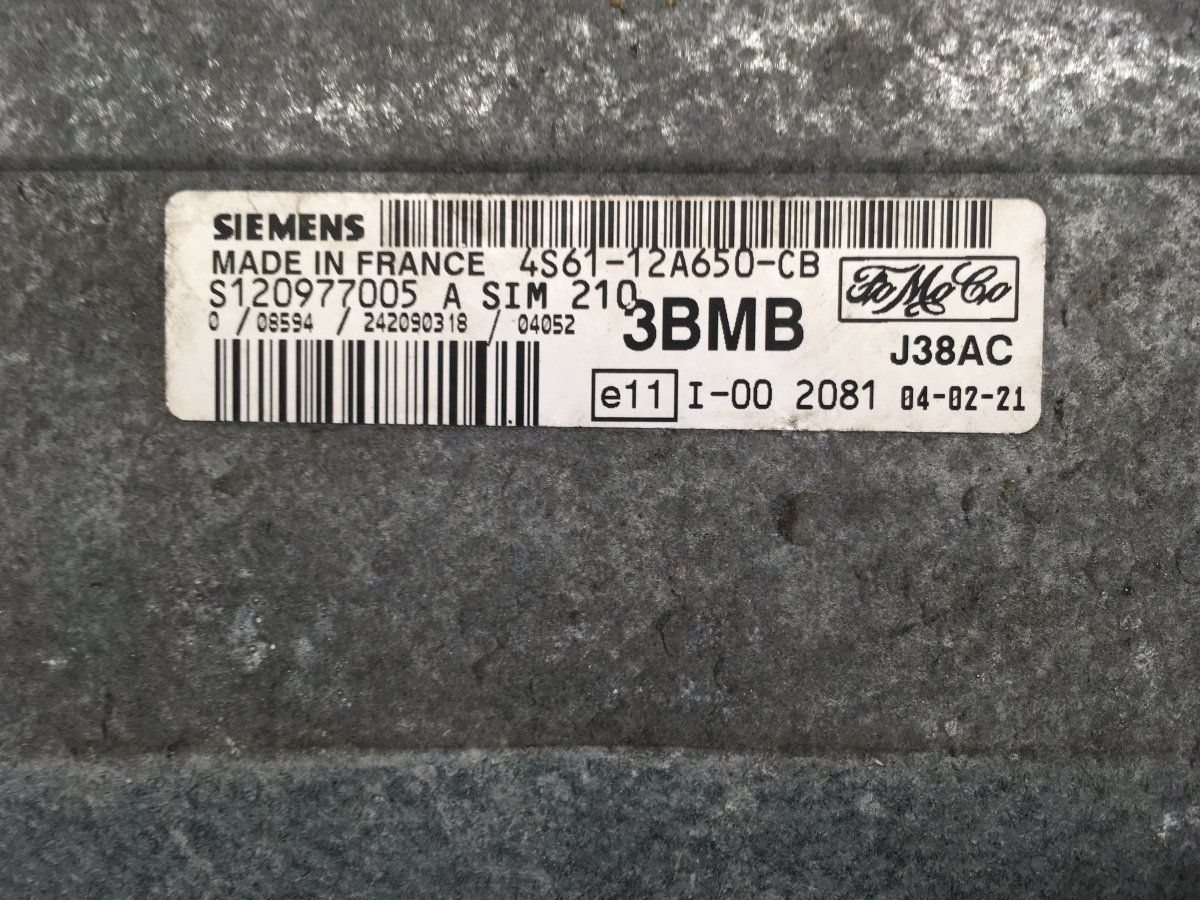 SIEMENS
MADE IN FRANCE 4S61-12A650-CB
S120977005 A SIM 210
0 / 08594 / 242090318 / 04052
3BMB
FoMoCo
J38AC
e11 I-00 2081 04-02-21